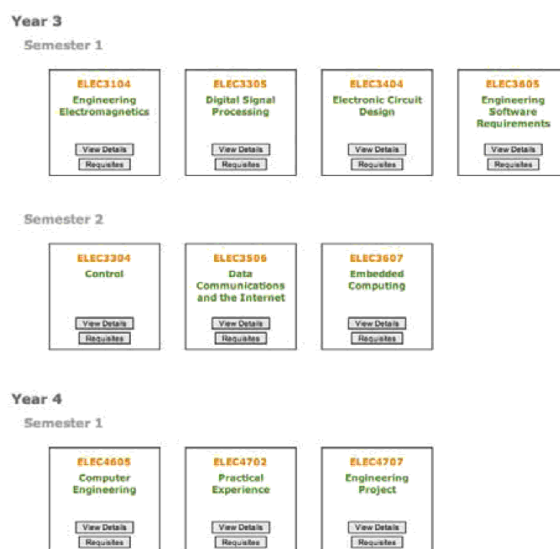 Year 3
Semester 1
ELEC3104
Engineering
Electromagnetics
View Details
Requisites
ELEC3305
Digital Signal
Processing
View Details
Requisites
ELEC3404
Electronic Circuit
Design
View Details
Requisites
ELEC3605
Engineering
Software
Requirements
View Details
Requisites
Semester 2
ELEC3304
Control
View Details
Requisites
ELEC3506
Data
Communications
and the Internet
View Details
Requisites
ELEC3607
Embedded
Computing
View Details
Requisites
Year 4
Semester 1
ELEC4605
Computer
Engineering
View Details
Requisites
ELEC4702
Practical
Experience
View Details
Requisites
ELEC4707
Engineering
Project
View Details
Requisites